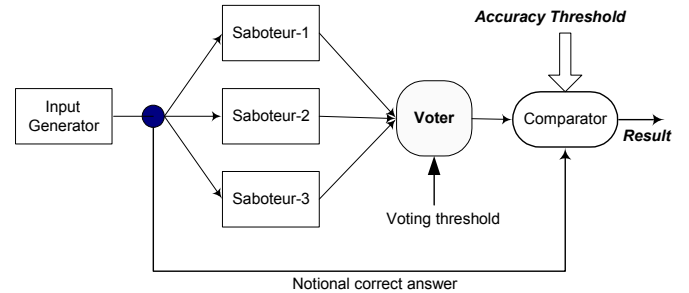 Accuracy Threshold
Saboteur-1
Input
Generator
Saboteur-2
Voter
Comparator
Result
Saboteur-3
Voting threshold
Notional correct answer